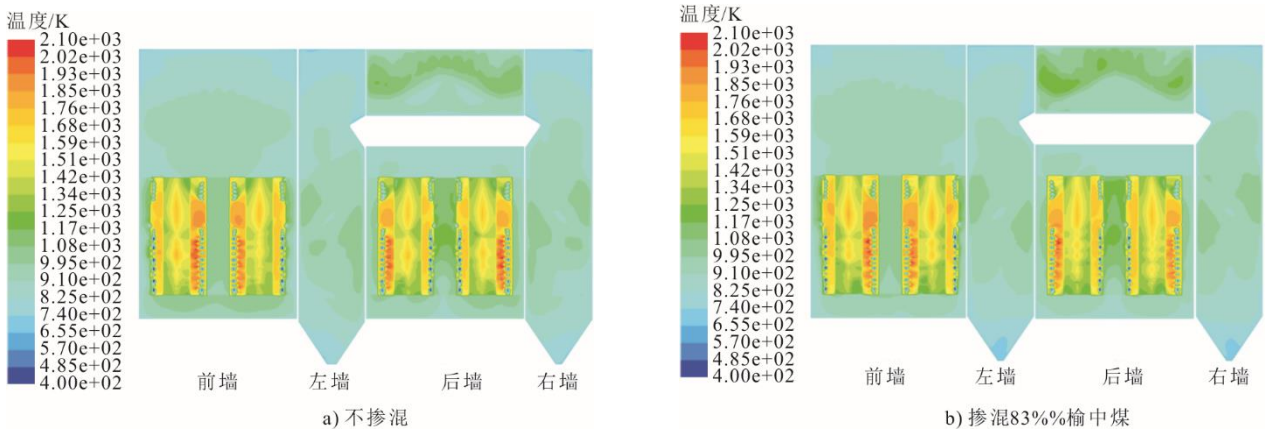 温度/K
2.10e+03
2.02e+03
1.93e+03
1.85e+03
1.76e+03
1.68e+03
1.59e+03
1.51e+03
1.42e+03
1.34e+03
1.25e+03
1.17e+03
1.08e+03
9.95e+02
9.10e+02
8.25e+02
7.40e+02
6.55e+02
5.70e+02
4.85e+02
4.00e+02
前墙 左墙 后墙 右墙
a) 不掺混
温度/K
2.10e+03
2.02e+03
1.93e+03
1.85e+03
1.76e+03
1.68e+03
1.59e+03
1.51e+03
1.42e+03
1.34e+03
1.25e+03
1.17e+03
1.08e+03
9.95e+02
9.10e+02
8.25e+02
7.40e+02
6.55e+02
5.70e+02
4.85e+02
4.00e+02
前墙 左墙 后墙 右墙
b) 掺混83%%榆中煤